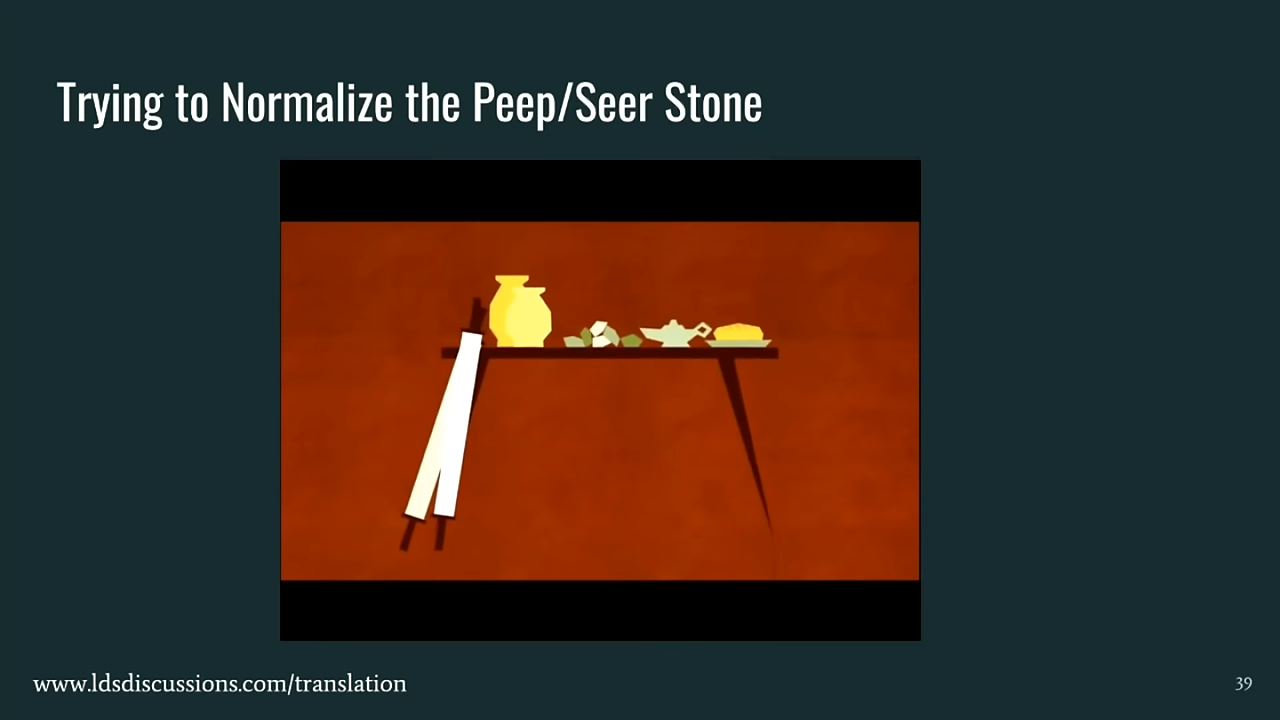 Trying to Normalize the Peep/Seer Stone
www.ldsdiscussions.com/translation
39